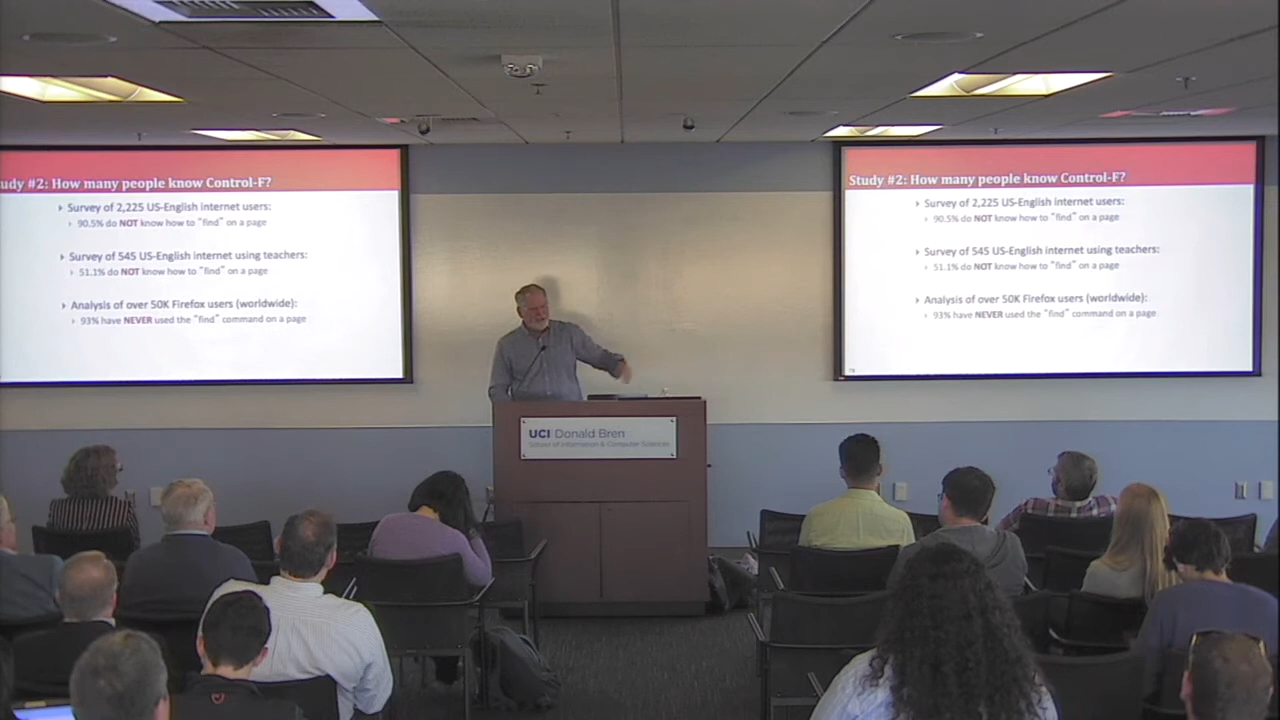 udy #2: How many people know Control-F?
Survey of 2,225 US-English internet users:
90.5% do NOT know how to "find" on a page
Survey of 545 US-English internet using teachers:
51.1% do NOT know how to "find" on a page
Analysis of over 50K Firefox users (worldwide):
93% have NEVER used the "find" command on a page
Study #2: How many people know Control-F?
Survey of 2,225 US-English internet users:
90.5% do NOT know how to "find" on a page
Survey of 545 US-English internet using teachers:
51.1% do NOT know how to "find" on a page
Analysis of over 50K Firefox users (worldwide):
93% have NEVER used the "find" command on a page
UCI Donald Bren
School of Information & Computer Sciences